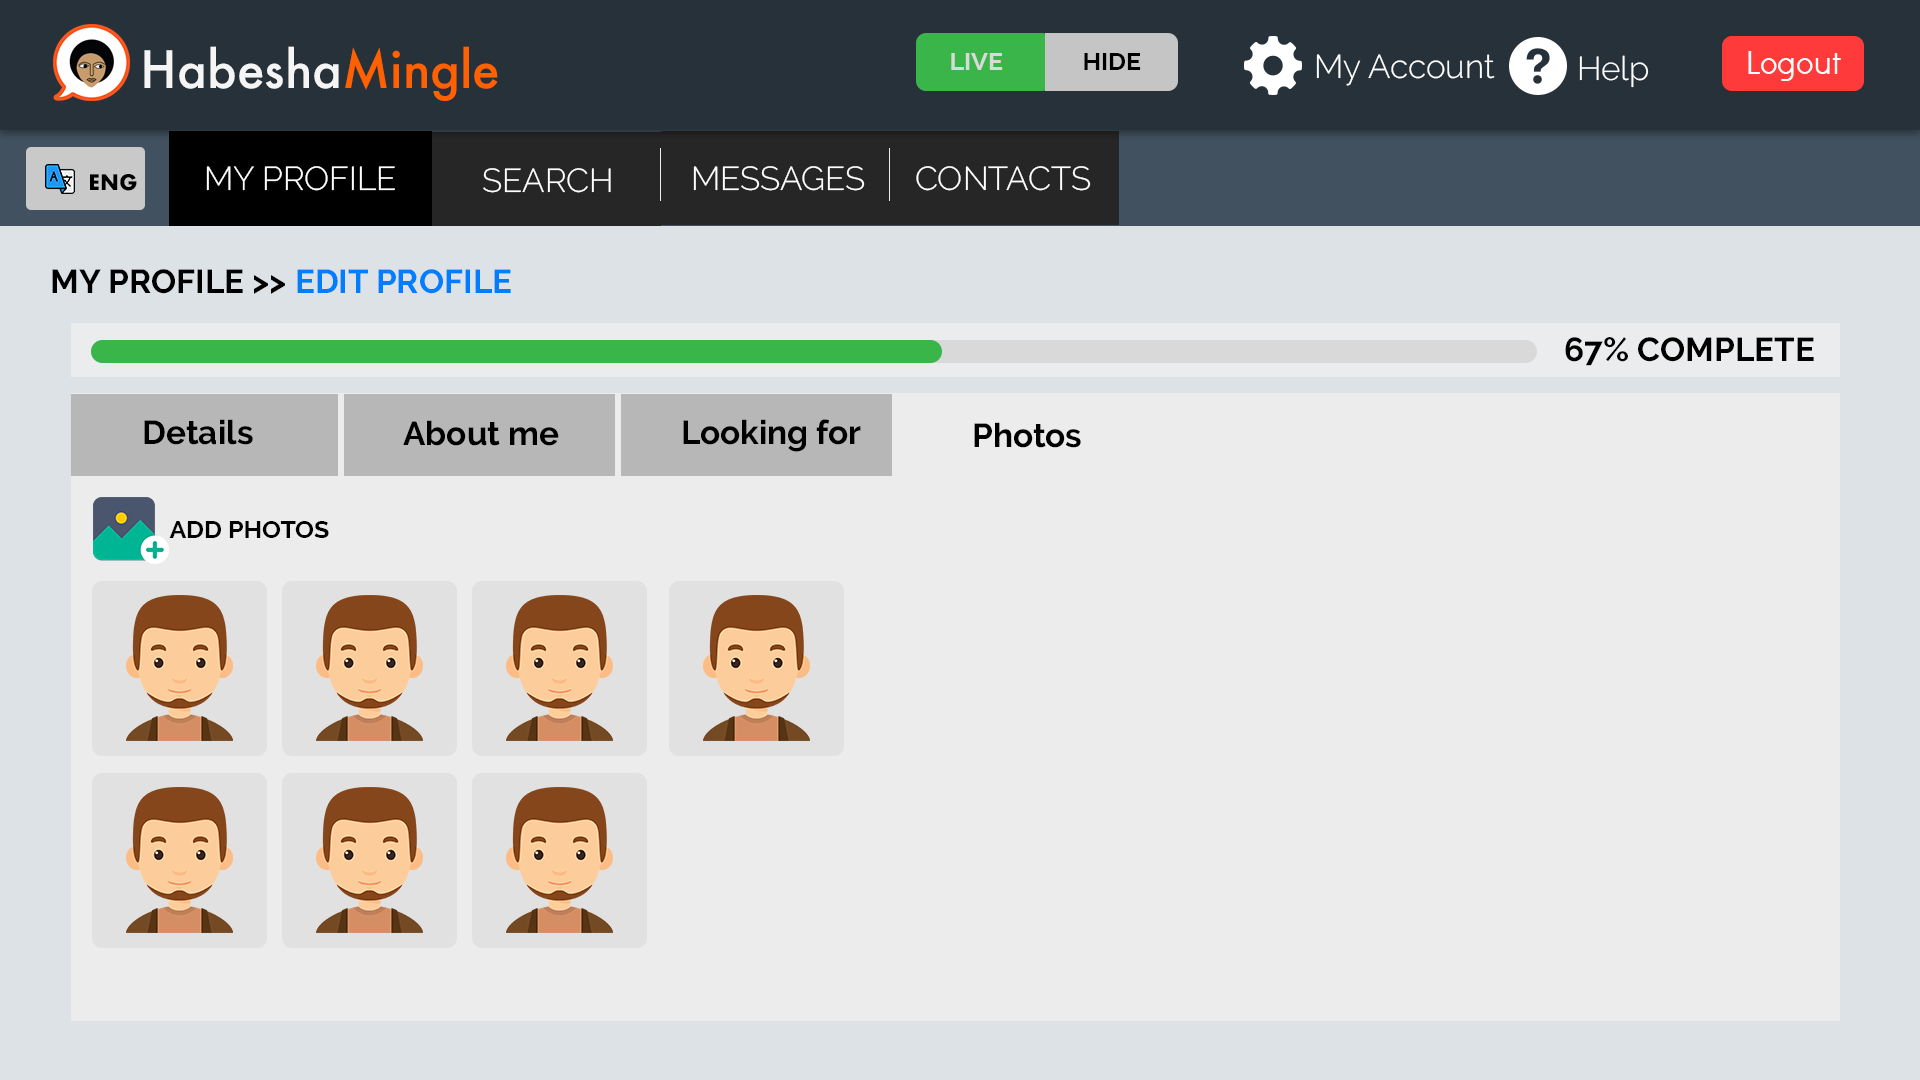 HabeshaMingle
LIVE
HIDE
My Account
?
Help
Logout
A
文
ENG
MY PROFILE
SEARCH
MESSAGES
CONTACTS
MY PROFILE >> EDIT PROFILE
67% COMPLETE
Details
About me
Looking for
Photos
ADD PHOTOS